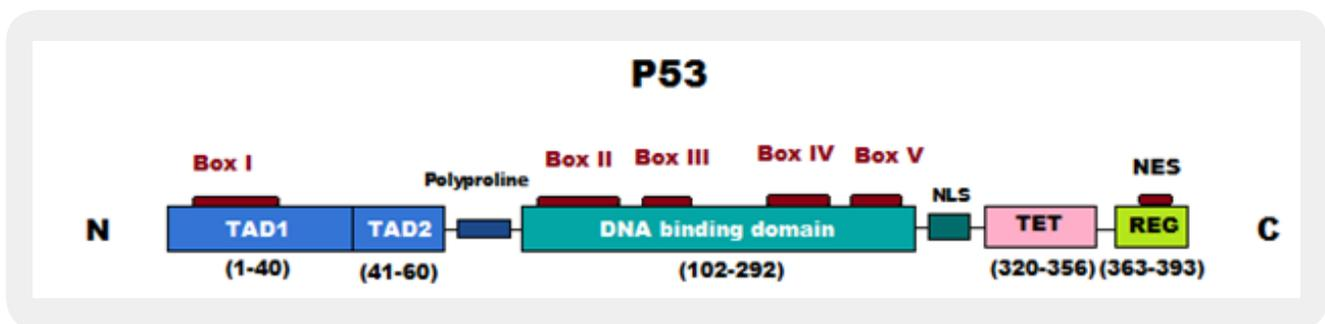 P53
Box I
Box II
Box III
Box IV
Box V
Polyproline
NLS
NES
N
TAD1
TAD2
DNA binding domain
TET
REG
C
(1-40)
(41-60)
(102-292)
(320-356)
(363-393)